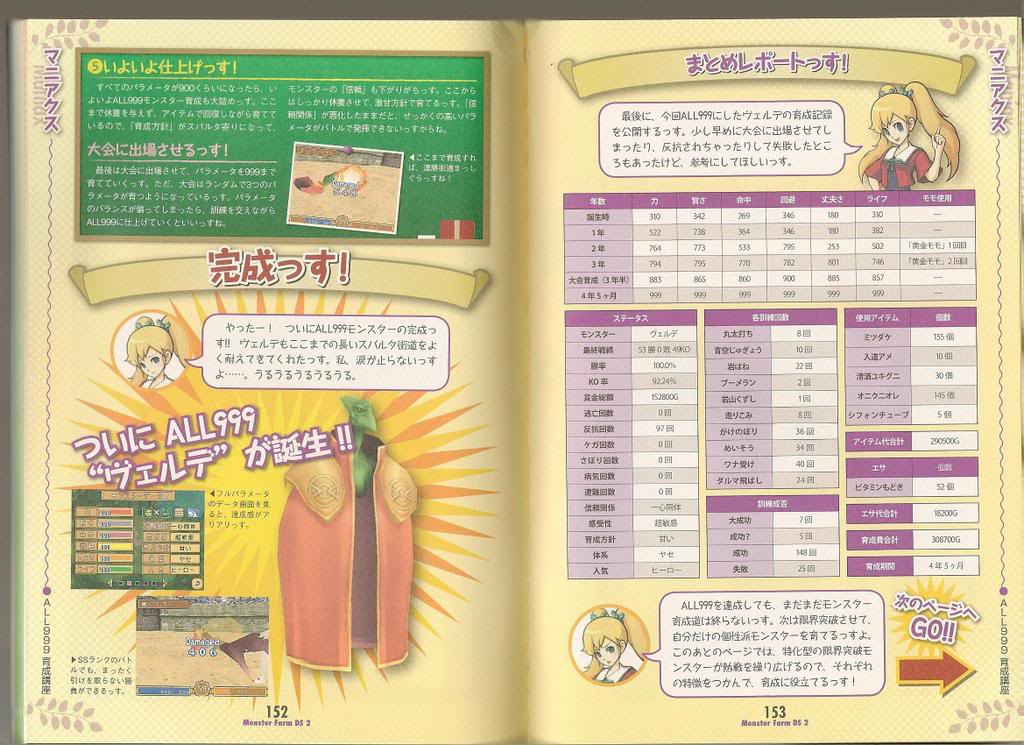 マニアクス
❺いよいよ仕上げっす!
すべてのパラメータが900くらいになったら、い
よいよALL999モンスター育成も大詰めっす。ここ
まで休養を与えず、アイテムで回復しながら育てて
いるので、「育成方針」がスパルタ寄りになって、
モンスターの「信頼」も下がりがちっす。ここから
はしっかり休養させて、激甘方針で育てるっす。「信
頼関係」が悪化したままだと、せっかくの高いパラ
メータがバトルで発揮できないっすからね。
大会に出場させるっす!
最後は大会に出場させて、パラメータを999まで
育てていくっす。ただ、大会はランダムで3つのパラ
メータが育つようになっているっす。パラメータ
のバランスが偏ってしまったら、訓練を交えながら
ALL999に仕上げていくといいっすね。
Damaged
548
◀ここまで育成すれ
ば、連勝街道まっし
ぐらっすね!
完成っす!
やったー! ついにALL999モンスターの完成っ
す!! ヴェルデもここまでの長いスパルタ街道をよ
く耐えてきてくれたっす。私、涙が止らないっす
よ……。うるうるうるうるうる。
ついに ALL999
“ヴェルデ” が誕生!!
一心同体
超敏感
甘い
ヤセ
ヒーロー
◀フルパラメータ
のデータ画面を見
ると、達成感がア
リアリっす。
Damaged
406
▶SSランクのバト
ルでも、まったく
引けを取らない勝
負ができるっす。
ALL999 育成講座
152
Monster Farm DS 2
マニアクス
まとめレポートっす!
最後に、今回ALL999にしたヴェルデの育成記録
を公開するっす。少し早めに大会に出場させてし
まったり、反抗されちゃったりして失敗したとこ
ろもあったけど、参考にしてほしいっす。
年数 力 賢さ 命中 回避 丈夫さ ライフ モモ使用
誕生時 310 342 269 346 180 310 ―
1年 522 738 364 346 180 382 ―
2年 764 773 533 795 253 502 「黄金モモ」1回目
3年 794 795 770 782 801 746 「黄金モモ」2回目
大会育成(3年半) 883 865 860 900 885 857 ―
4年5ヶ月 999 999 999 999 999 999 ―
ステータス
モンスター ヴェルデ
最終戦績 53勝0敗49KO
勝率 100.0%
KO率 92.24%
賞金総額 152800G
逃亡回数 0回
反抗回数 97回
ケガ回数 0回
さぼり回数 0回
病気回数 0回
遭難回数 0回
信頼関係 一心同体
感受性 超敏感
育成方針 甘い
体系 ヤセ
人気 ヒーロー
各訓練回数
丸太打ち 8回
青空じゅぎょう 10回
岩はね 22回
ブーメラン 2回
岩山くずし 1回
走りこみ 8回
がけのぼり 36回
めいそう 34回
ワナ受け 40回
ダルマ飛ばし 24回
訓練成否
大成功 7回
成功? 5回
成功 148回
失敗 25回
使用アイテム 個数
ミツダケ 155個
入道アメ 10個
清酒ユキグニ 30個
オニクニオレ 145個
シフォンチューブ 5個
アイテム代合計 290500G
エサ 個数
ビタミンもどき 52個
エサ代合計 18200G
育成費合計 308700G
育成期間 4年5ヶ月
ALL999を達成しても、まだまだモンスター
育成道は終らないっす。次は限界突破させて、
自分だけの個性派モンスターを育てるっすよ。
このあとのページでは、特化型の限界突破モ
ンスターが熱戦を繰り広げるので、それぞれ
の特徴をつかんで、育成に役立てるっす!
次のページへ
GO!!
ALL999 育成講座
153
Monster Farm DS 2